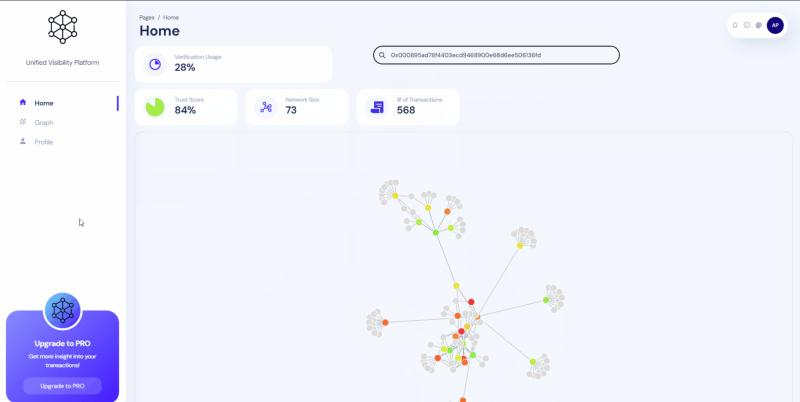 Unified Visibility Platform
Home
Graph
Profile
Upgrade to PRO
Get more insight into your
transactions!
Upgrade to PRO
Pages / Home
Home
AP
Verification Usage
28%
0x000895ad78f4403ecd9468900e68d6ee506136fd
Trust Score
84%
Network Size
73
# of Transactions
568